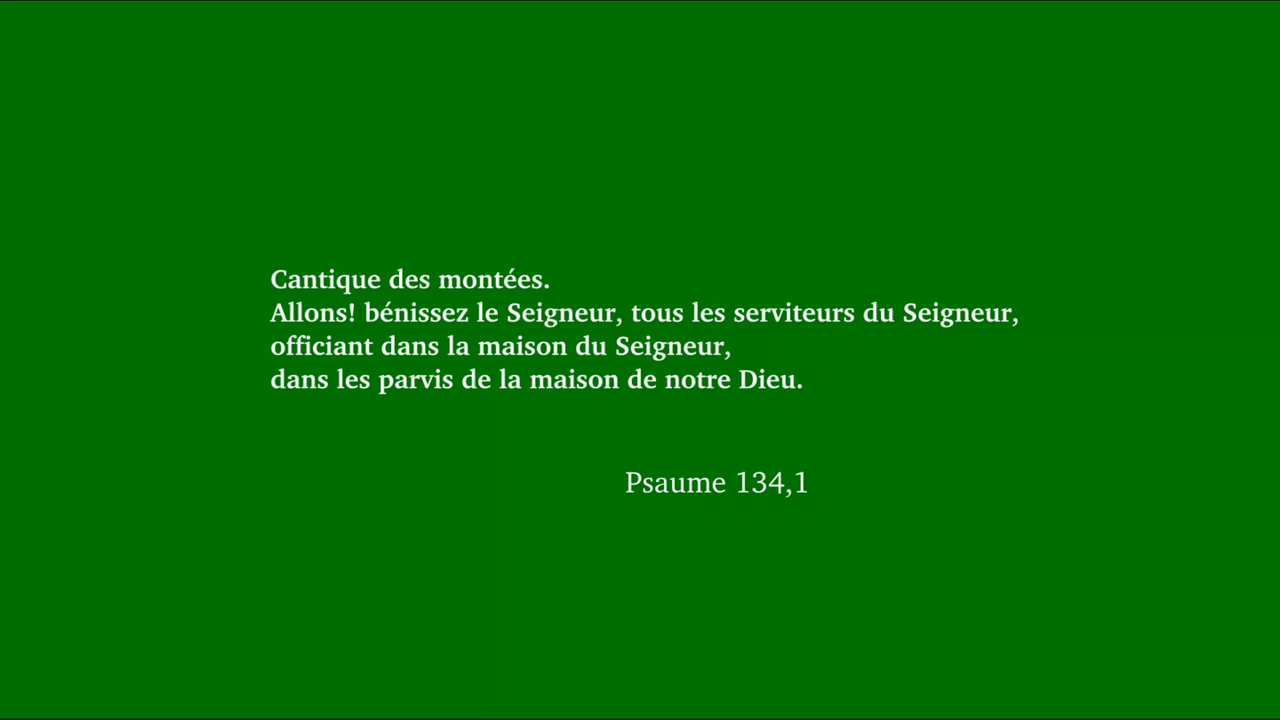 Cantique des montées.
Allons! bénissez le Seigneur, tous les serviteurs du Seigneur,
officiant dans la maison du Seigneur,
dans les parvis de la maison de notre Dieu.
Psaume 134,1